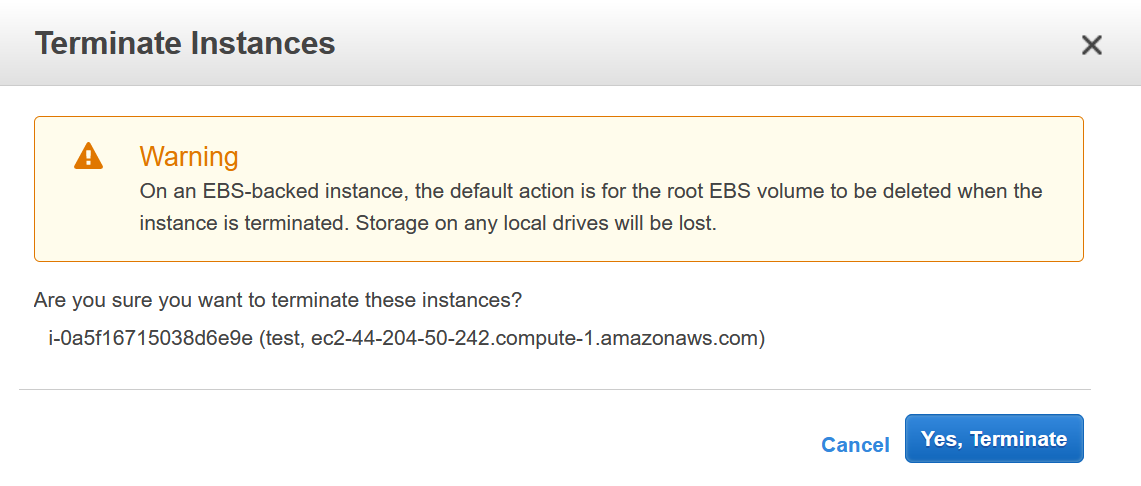 Terminate Instances
Warning
On an EBS-backed instance, the default action is for the root EBS volume to be deleted when the
instance is terminated. Storage on any local drives will be lost.
Are you sure you want to terminate these instances?
i-0a5f16715038d6e9e (test, ec2-44-204-50-242.compute-1.amazonaws.com)
Cancel
Yes, Terminate